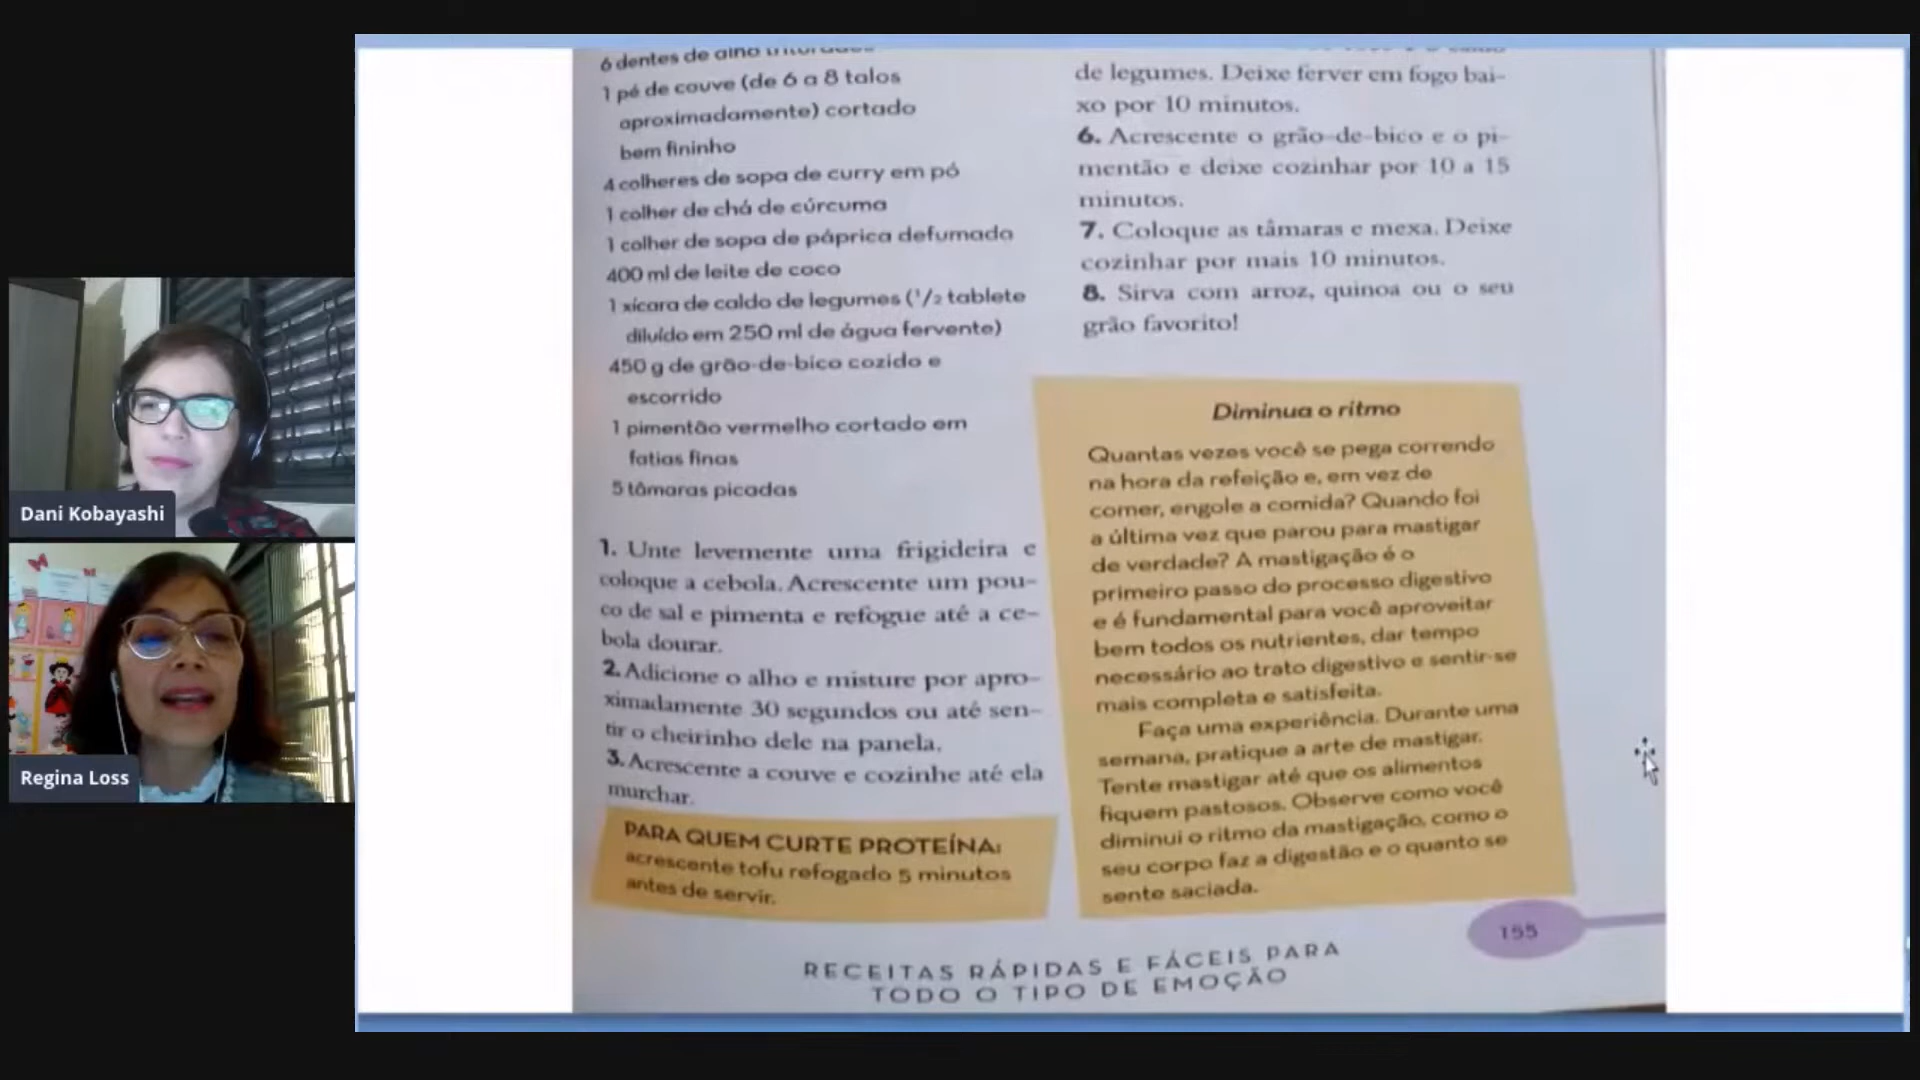 6 dentes de alho triturados
1 pé de couve (de 6 a 8 talos
aproximadamente) cortado
bem fininho
4 colheres de sopa de curry em pó
1 colher de chá de cúrcuma
1 colher de sopa de páprica defumada
400 ml de leite de coco
1 xícara de caldo de legumes (1/2 tablete
diluído em 250 ml de água fervente)
450 g de grão-de-bico cozido e
escorrido
1 pimentão vermelho cortado em
fatias finas
5 tâmaras picadas
1. Unte levemente uma frigideira e
coloque a cebola. Acrescente um pou-
co de sal e pimenta e refogue até a ce-
bola dourar.
2. Adicione o alho e misture por apro-
ximadamente 30 segundos ou até sen-
tir o cheirinho dele na panela.
3. Acrescente a couve e cozinhe até ela
murchar.
PARA QUEM CURTE PROTEÍNA:
acrescente tofu refogado 5 minutos
antes de servir.
de legumes. Deixe ferver em fogo bai-
xo por 10 minutos.
6. Acrescente o grão-de-bico e o pi-
mentão e deixe cozinhar por 10 a 15
minutos.
7. Coloque as tâmaras e mexa. Deixe
cozinhar por mais 10 minutos.
8. Sirva com arroz, quinoa ou o seu
grão favorito!
Diminua o ritmo
Quantas vezes você se pega correndo
na hora da refeição e, em vez de
comer, engole a comida? Quando foi
a última vez que parou para mastigar
de verdade? A mastigação é o
primeiro passo do processo digestivo
e é fundamental para você aproveitar
bem todos os nutrientes, dar tempo
necessário ao trato digestivo e sentir-se
mais completa e satisfeita.
Faça uma experiência. Durante uma
semana, pratique a arte de mastigar.
Tente mastigar até que os alimentos
fiquem pastosos. Observe como você
diminui o ritmo da mastigação, como o
seu corpo faz a digestão e o quanto se
sente saciada.
155
RECEITAS RÁPIDAS E FÁCEIS PARA
TODO O TIPO DE EMOÇÃO
Dani Kobayashi
Regina Loss